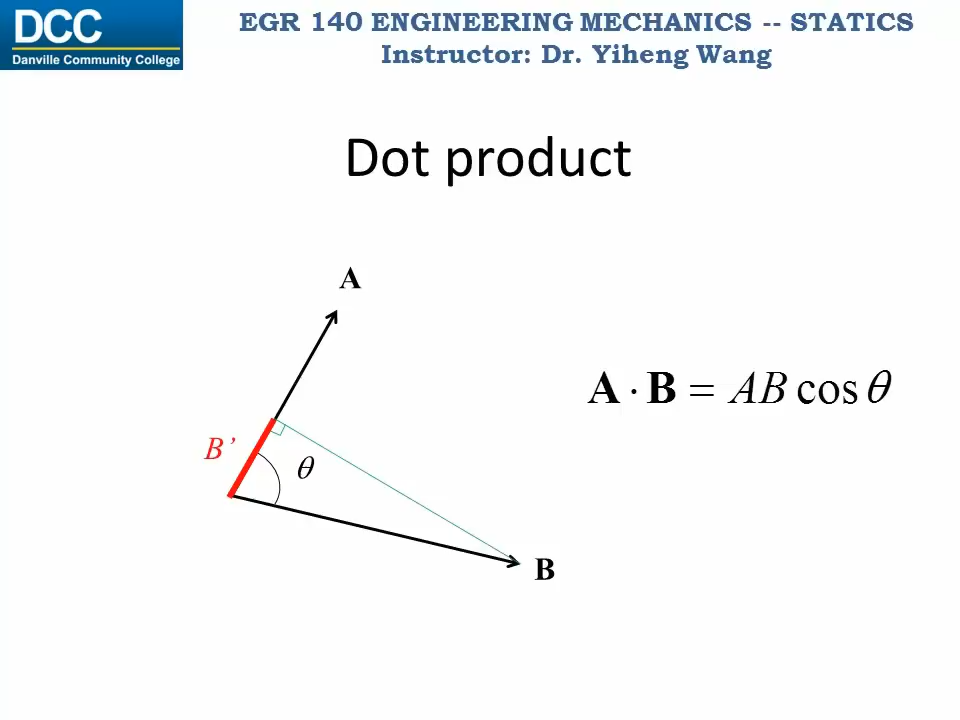 DCC
Danville Community College
EGR 140 ENGINEERING MECHANICS -- STATICS
Instructor: Dr. Yiheng Wang
Dot product
A
A · B = AB cos θ
B’
θ
B